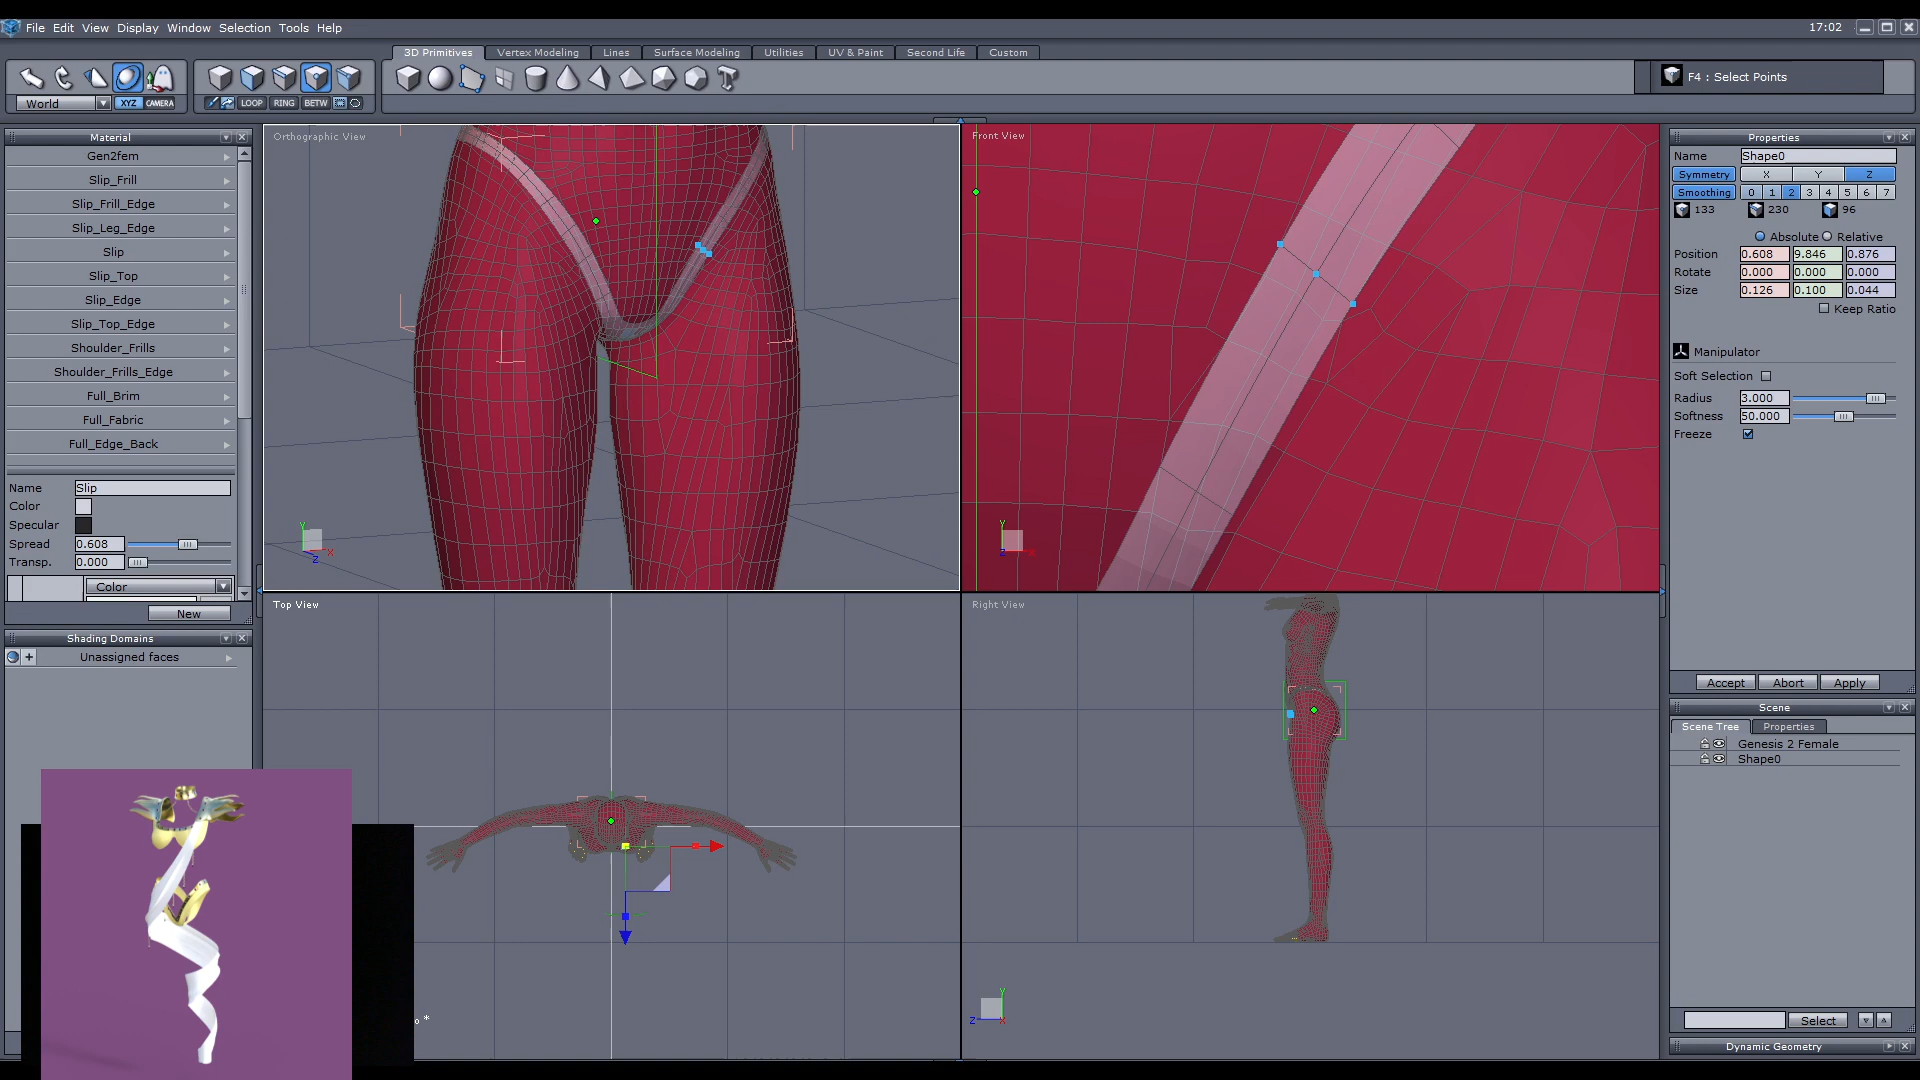 File Edit View Display Window Selection Tools Help
17:02
3D Primitives Vertex Modeling Lines Surface Modeling Utilities UV & Paint Second Life Custom
World XYZ CAMERA LOOP RING BETW
F4 : Select Points
Material
Gen2fem
Slip_Frill
Slip_Frill_Edge
Slip_Leg_Edge
Slip
Slip_Top
Slip_Edge
Slip_Top_Edge
Shoulder_Frills
Shoulder_Frills_Edge
Full_Brim
Full_Fabric
Full_Edge_Back
Name Slip
Color
Specular
Spread 0.608
Transp. 0.000
Color
New
Shading Domains
Unassigned faces
Orthographic View
Y
X
Z
Front View
Y
Z X
Top View
o *
Right View
Y
Z X
Properties
Name Shape0
Symmetry X Y Z
Smoothing 0 1 2 3 4 5 6 7
133 230 96
Absolute Relative
Position 0.608 9.846 0.876
Rotate 0.000 0.000 0.000
Size 0.126 0.100 0.044
Keep Ratio
Manipulator
Soft Selection
Radius 3.000
Softness 50.000
Freeze
Accept Abort Apply
Scene
Scene Tree Properties
Genesis 2 Female
Shape0
Select
Dynamic Geometry